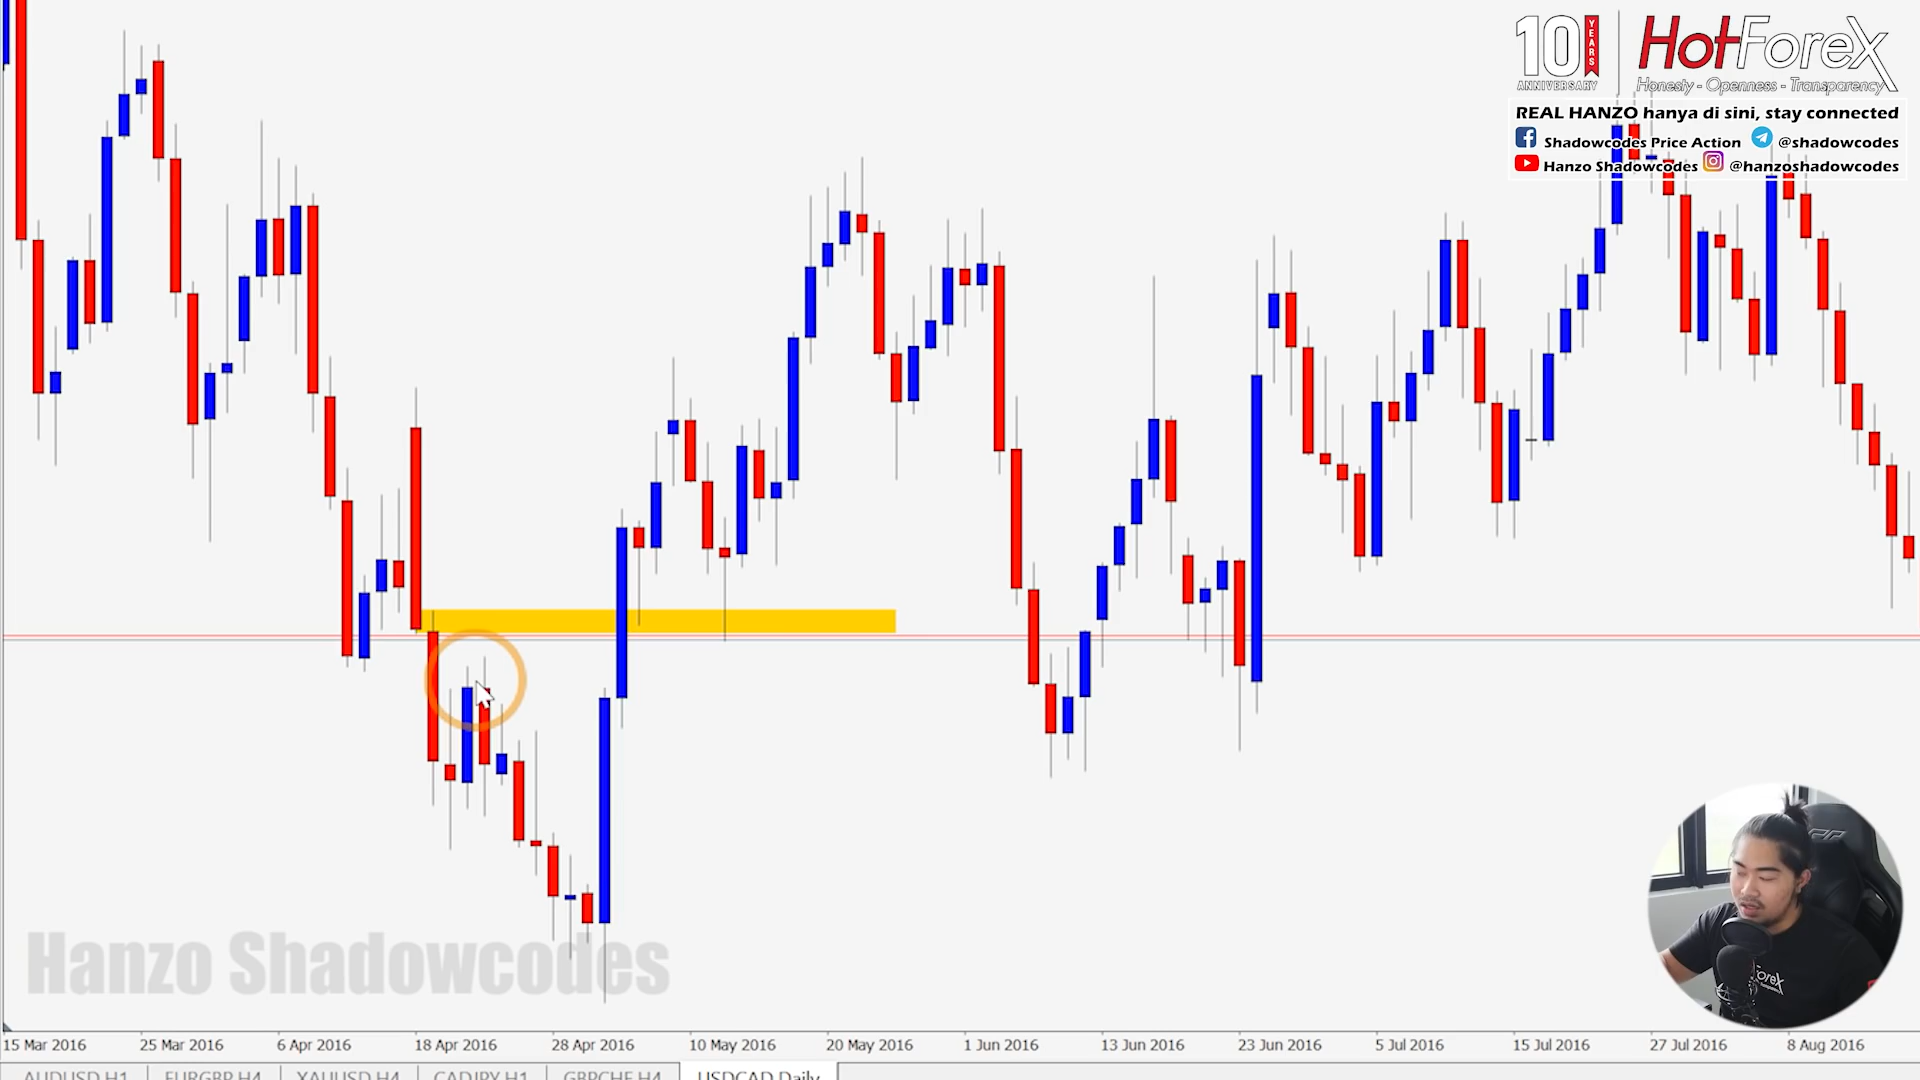 10 YEARS ANNIVERSARY
HotForex
Honesty - Openness - Transparency
REAL HANZO hanya di sini, stay connected
Shadowcodes Price Action @shadowcodes
Hanzo Shadowcodes @hanzoshadowcodes
Hanzo Shadowcodes
15 Mar 2016 25 Mar 2016 6 Apr 2016 18 Apr 2016 28 Apr 2016 10 May 2016 20 May 2016 1 Jun 2016 13 Jun 2016 23 Jun 2016 5 Jul 2016 15 Jul 2016 27 Jul 2016 8 Aug 2016
AUDUSD H1 EURGBP H4 XAUUSD H4 CADJPY H1 GBPCHF H4 USDCAD Daily